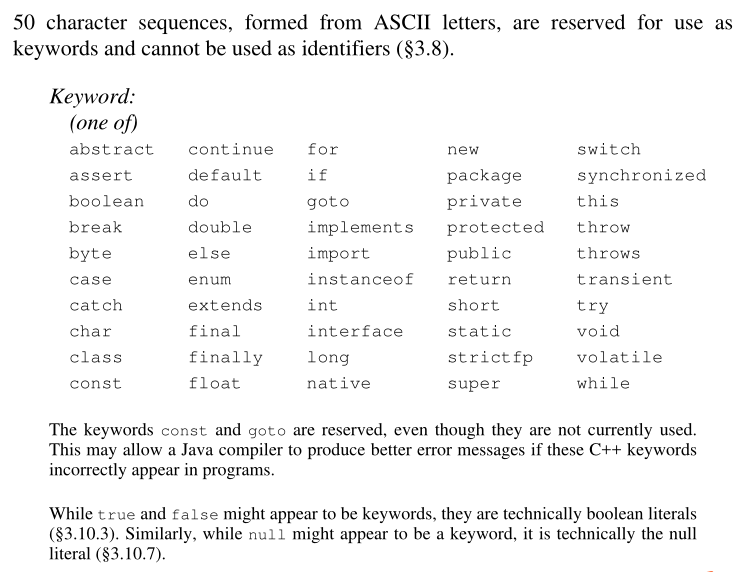 50 character sequences, formed from ASCII letters, are reserved for use as
keywords and cannot be used as identifiers (§3.8).
Keyword:
(one of)
abstract continue for new switch
assert default if package synchronized
boolean do goto private this
break double implements protected throw
byte else import public throws
case enum instanceof return transient
catch extends int short try
char final interface static void
class finally long strictfp volatile
const float native super while
The keywords const and goto are reserved, even though they are not currently used.
This may allow a Java compiler to produce better error messages if these C++ keywords
incorrectly appear in programs.
While true and false might appear to be keywords, they are technically boolean literals
(§3.10.3). Similarly, while null might appear to be a keyword, it is technically the null
literal (§3.10.7).